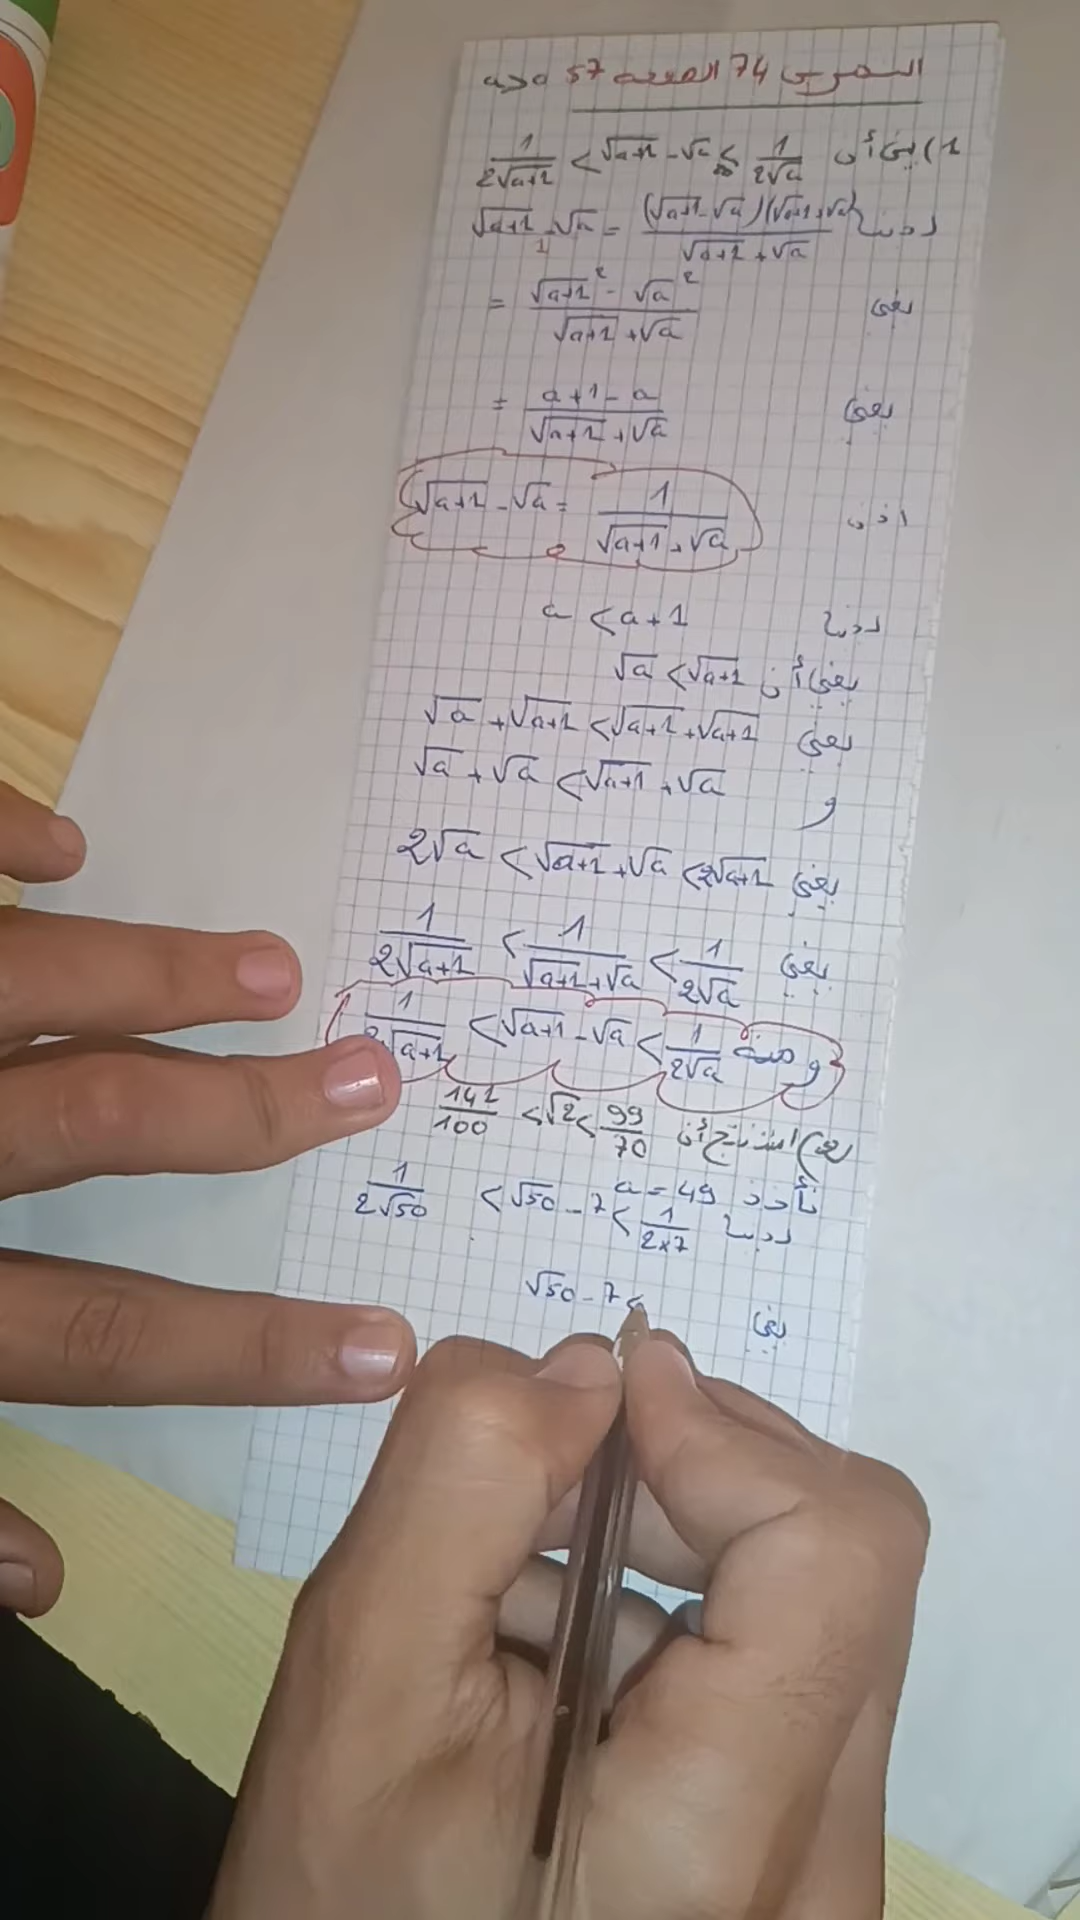 التمرين 74 الصفحة 57 a>0
1) بين أن 1/(2√(a+1)) < √(a+1) - √a < 1/(2√a)
لدينا √(a+1) - √a = (√(a+1) - √a)(√(a+1) + √a)/(√(a+1) + √a)
يعني = (√(a+1)² - √a²)/(√(a+1) + √a)
يعني = (a+1-a)/(√(a+1) + √a)
اذن √(a+1) - √a = 1/(√(a+1) + √a)
لدينا a < a+1
يعني أن √a < √(a+1)
يعني √a + √(a+1) < √(a+1) + √(a+1)
و √a + √a < √(a+1) + √a
يعني 2√a < √(a+1) + √a < 2√(a+1)
يعني 1/(2√(a+1)) < 1/(√(a+1) + √a) < 1/(2√a)
و منه 1/(2√(a+1)) < √(a+1) - √a < 1/(2√a)
2) استنتج أن 141/100 < √2 < 99/70
نأخذ a = 49
لدينا 1/(2√50) < √50 - 7 < 1/(2×7)
يعني √50 - 7 <